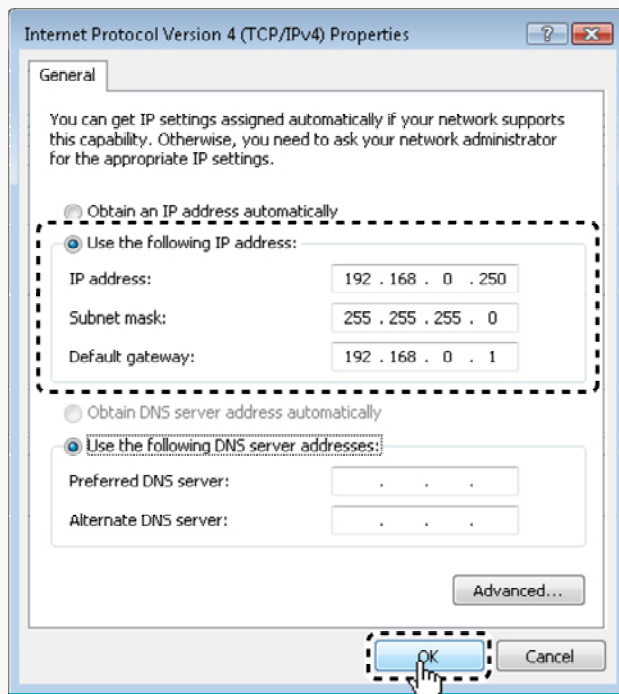 Internet Protocol Version 4 (TCP/IPv4) Properties
General
You can get IP settings assigned automatically if your network supports
this capability. Otherwise, you need to ask your network administrator
for the appropriate IP settings.
Obtain an IP address automatically
Use the following IP address:
IP address: 192 . 168 . 0 . 250
Subnet mask: 255 . 255 . 255 . 0
Default gateway: 192 . 168 . 0 . 1
Obtain DNS server address automatically
Use the following DNS server addresses:
Preferred DNS server: . . .
Alternate DNS server: . . .
Advanced...
OK Cancel